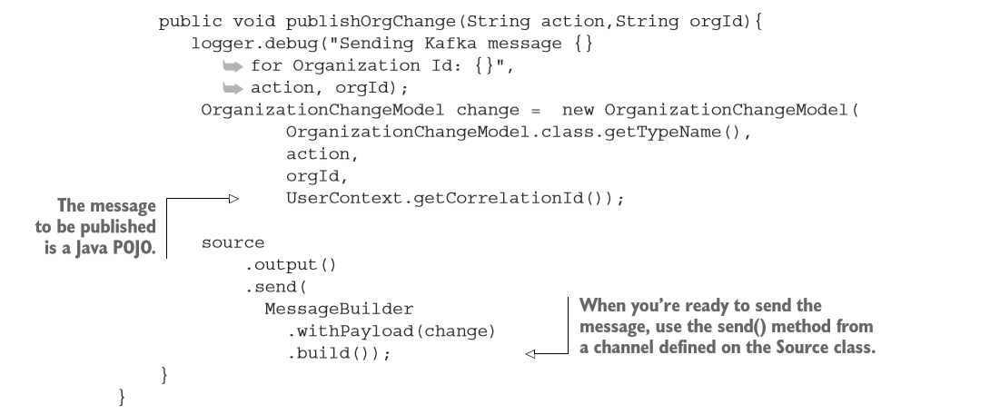 public void publishOrgChange(String action,String orgId){
logger.debug("Sending Kafka message {}
➥ for Organization Id: {}",
➥ action, orgId);
OrganizationChangeModel change =  new OrganizationChangeModel(
OrganizationChangeModel.class.getTypeName(),
action,
orgId,
UserContext.getCorrelationId());
The message
to be published
is a Java POJO.
source
.output()
.send(
MessageBuilder
.withPayload(change)
.build());
When you’re ready to send the
message, use the send() method from
a channel defined on the Source class.
}
}